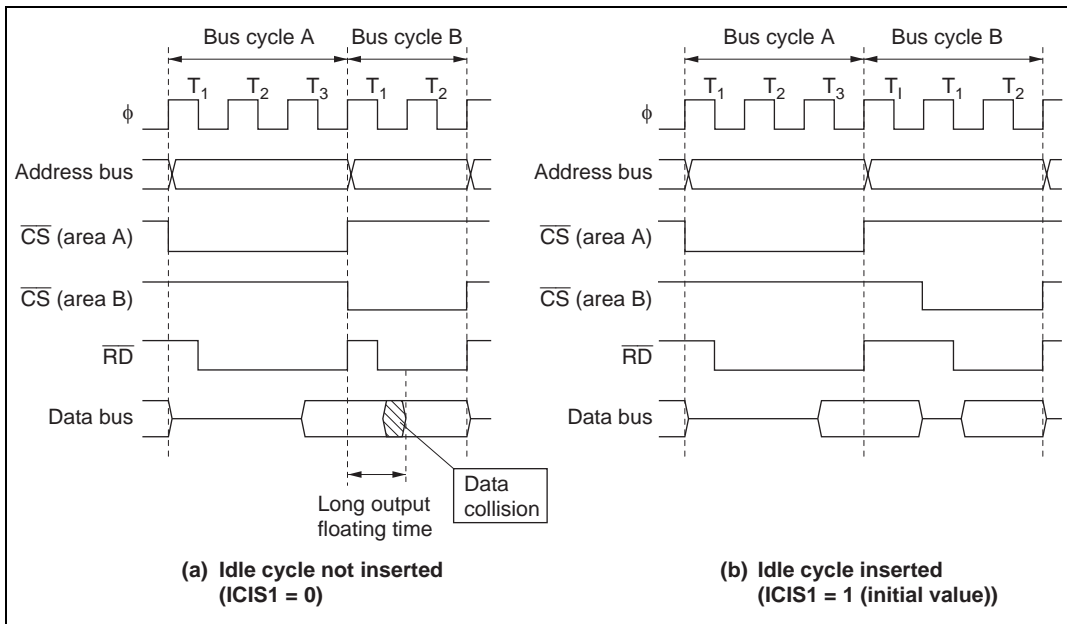 Bus cycle A Bus cycle B
T1 T2 T3 T1 T2
ϕ
Address bus
CS (area A)
CS (area B)
RD
Data bus
Long output
floating time
Data
collision
(a) Idle cycle not inserted
(ICIS1 = 0)
Bus cycle A Bus cycle B
T1 T2 T3 TI T1 T2
ϕ
Address bus
CS (area A)
CS (area B)
RD
Data bus
(b) Idle cycle inserted
(ICIS1 = 1 (initial value))